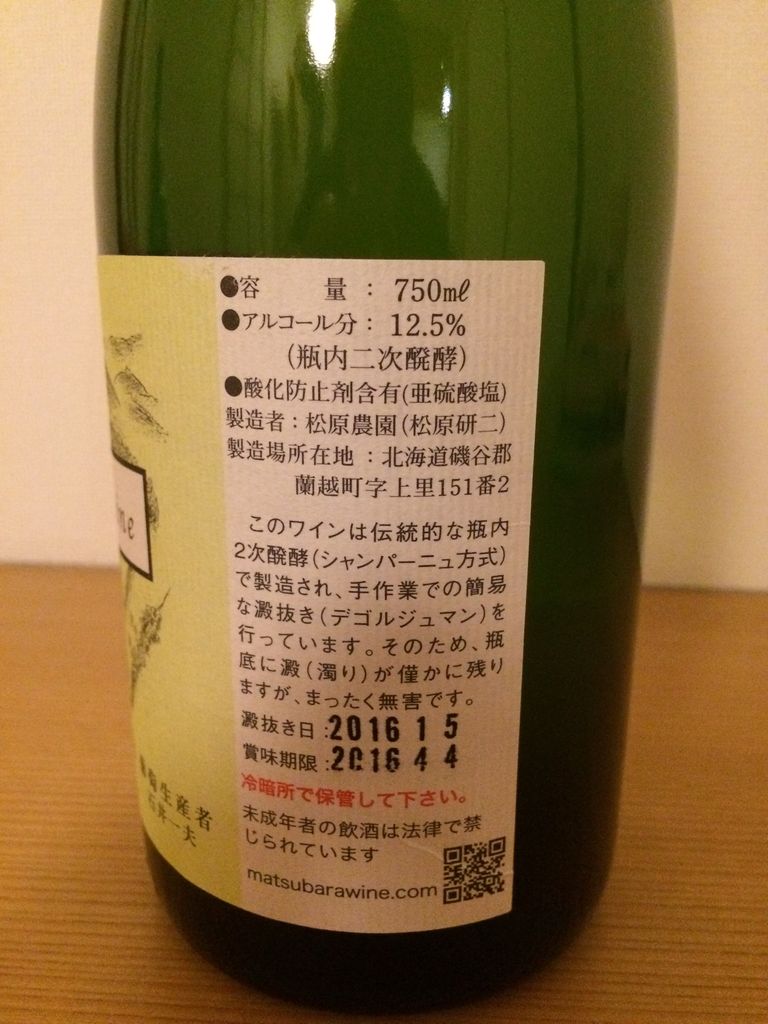 ●容 量：750mℓ
●アルコール分：12.5%
(瓶内二次醗酵)
●酸化防止剤含有(亜硫酸塩)
製造者：松原農園(松原研二)
製造場所在地：北海道磯谷郡
蘭越町字上里151番2
このワインは伝統的な瓶内
2次醗酵(シャンパーニュ方式)
で製造され、手作業での簡易
な澱抜き(デゴルジュマン)を
行っています。そのため、瓶
底に澱(濁り)が僅かに残り
ますが、まったく無害です。
澱抜き日：2016 1 5
賞味期限：2016 4 4
冷暗所で保管して下さい。
未成年者の飲酒は法律で禁
じられています
matsubarawine.com
生産者
石井一夫